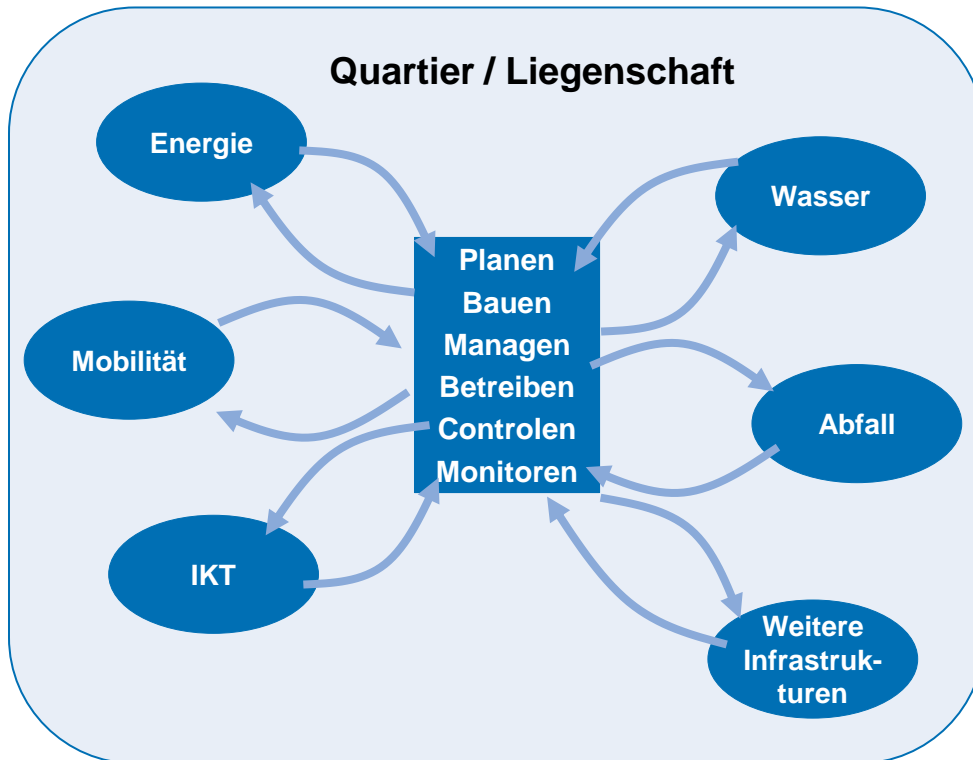 Quartier / Liegenschaft
Energie
Wasser
Planen
Bauen
Managen
Betreiben
Controlen
Monitoren
Mobilität
Abfall
IKT
Weitere
Infrastruk-
turen